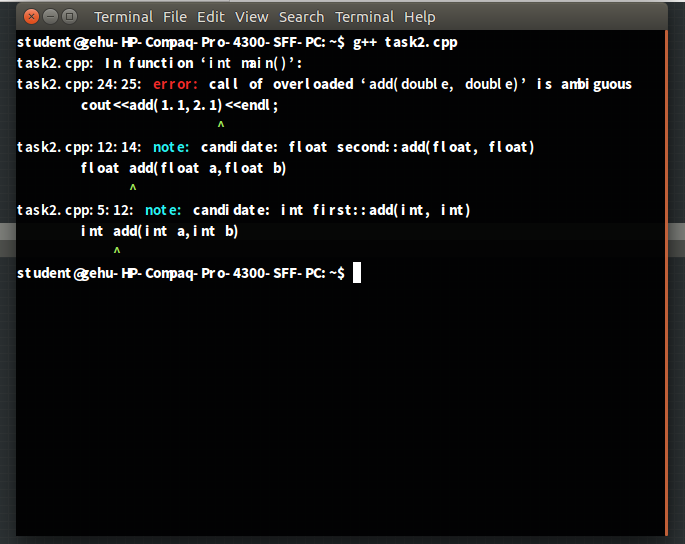 Terminal File Edit View Search Terminal Help
student@gehu-HP-Compaq-Pro-4300-SFF-PC:~$ g++ task2.cpp
task2.cpp: In function ‘int main()’:
task2.cpp:24:25: error: call of overloaded ‘add(double, double)’ is ambiguous
cout<<add(1.1,2.1)<<endl;
^
task2.cpp:12:14: note: candidate: float second::add(float, float)
float add(float a,float b)
^
task2.cpp:5:12: note: candidate: int first::add(int, int)
int add(int a,int b)
^
student@gehu-HP-Compaq-Pro-4300-SFF-PC:~$